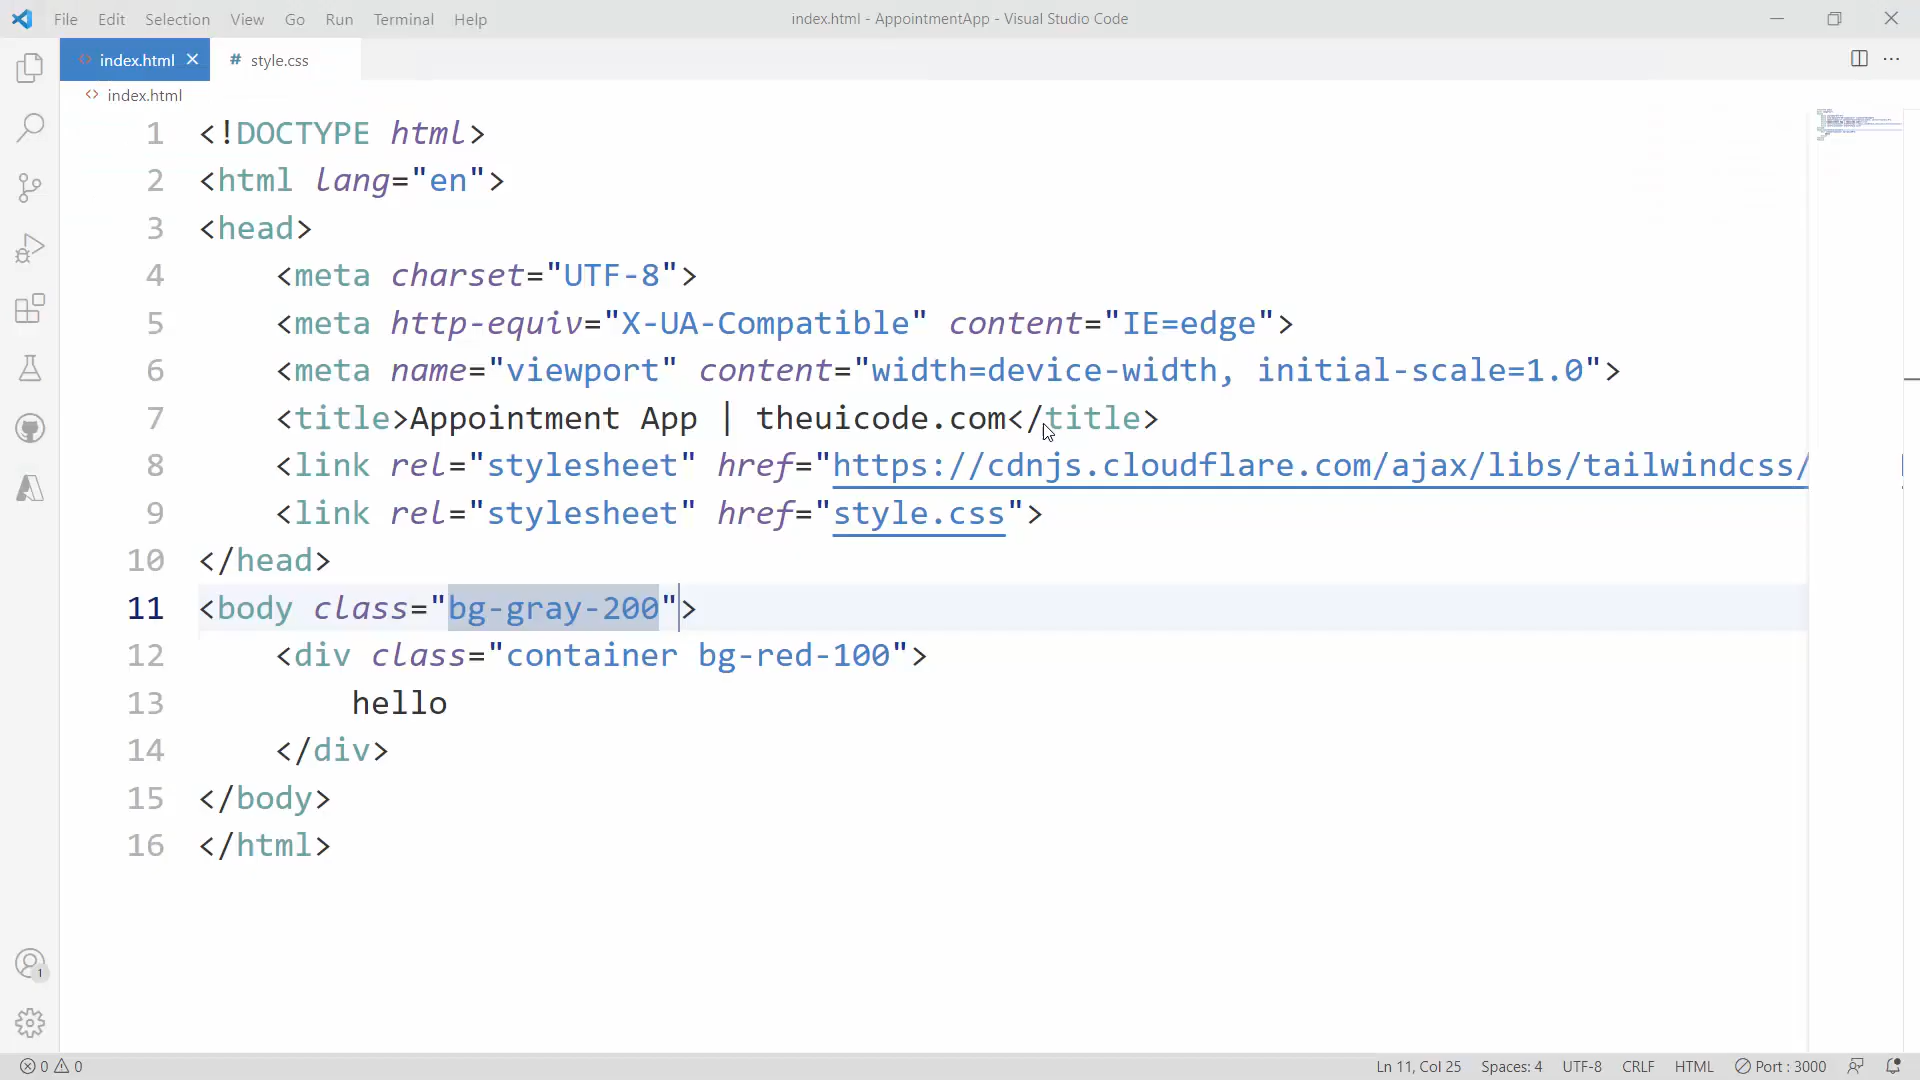 File Edit Selection View Go Run Terminal Help
index.html - AppointmentApp - Visual Studio Code
index.html
# style.css
index.html
1 <!DOCTYPE html>
2 <html lang="en">
3 <head>
4 <meta charset="UTF-8">
5 <meta http-equiv="X-UA-Compatible" content="IE=edge">
6 <meta name="viewport" content="width=device-width, initial-scale=1.0">
7 <title>Appointment App | theuicode.com</title>
8 <link rel="stylesheet" href="https://cdnjs.cloudflare.com/ajax/libs/tailwindcss/
9 <link rel="stylesheet" href="style.css">
10 </head>
11 <body class="bg-gray-200">
12 <div class="container bg-red-100">
13 hello
14 </div>
15 </body>
16 </html>
1
0 0
Ln 11, Col 25 Spaces: 4 UTF-8 CRLF HTML Port : 3000